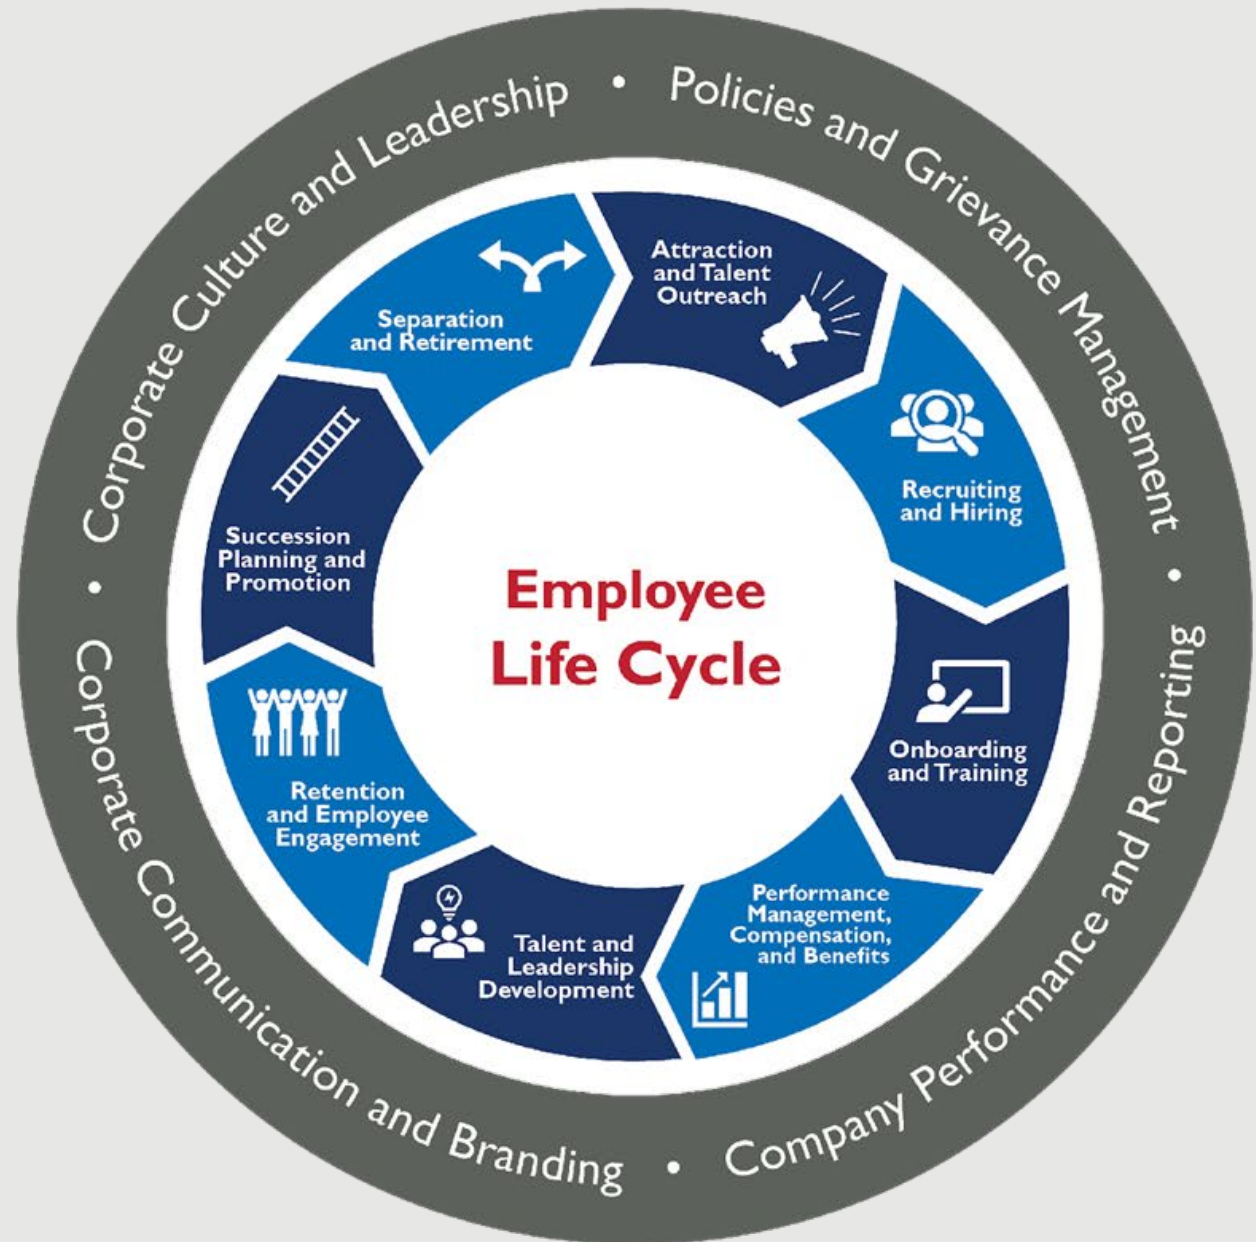 Corporate Culture and Leadership • Policies and Grievance Management •
Company Performance and Reporting • Corporate Communication and Branding •
Attraction
and Talent
Outreach
Recruiting
and Hiring
Onboarding
and Training
Performance
Management,
Compensation,
and Benefits
Talent and
Leadership
Development
Retention
and Employee
Engagement
Succession
Planning and
Promotion
Separation
and Retirement
Employee
Life Cycle